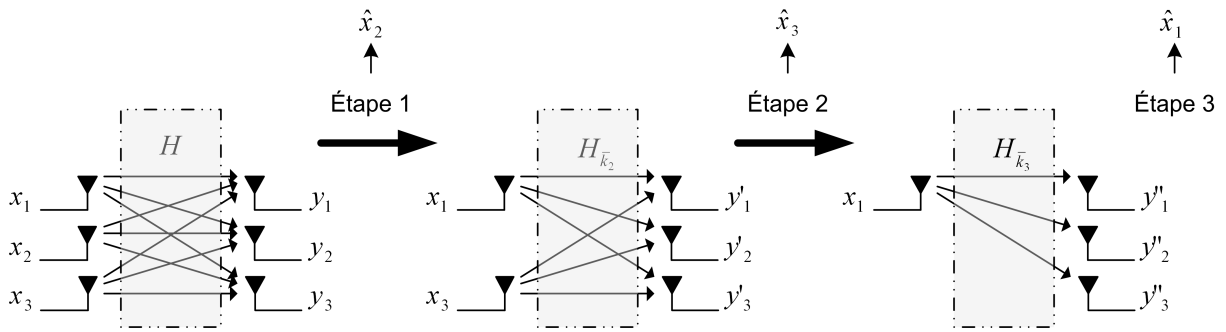 x̂₂
x̂₃
x̂₁
Étape 1
Étape 2
Étape 3
H
H_k̄₂
H_k̄₃
x₁ y₁ x₁ y'₁ x₁ y''₁
x₂ y₂ y'₂ y''₂
x₃ y₃ x₃ y'₃ y''₃